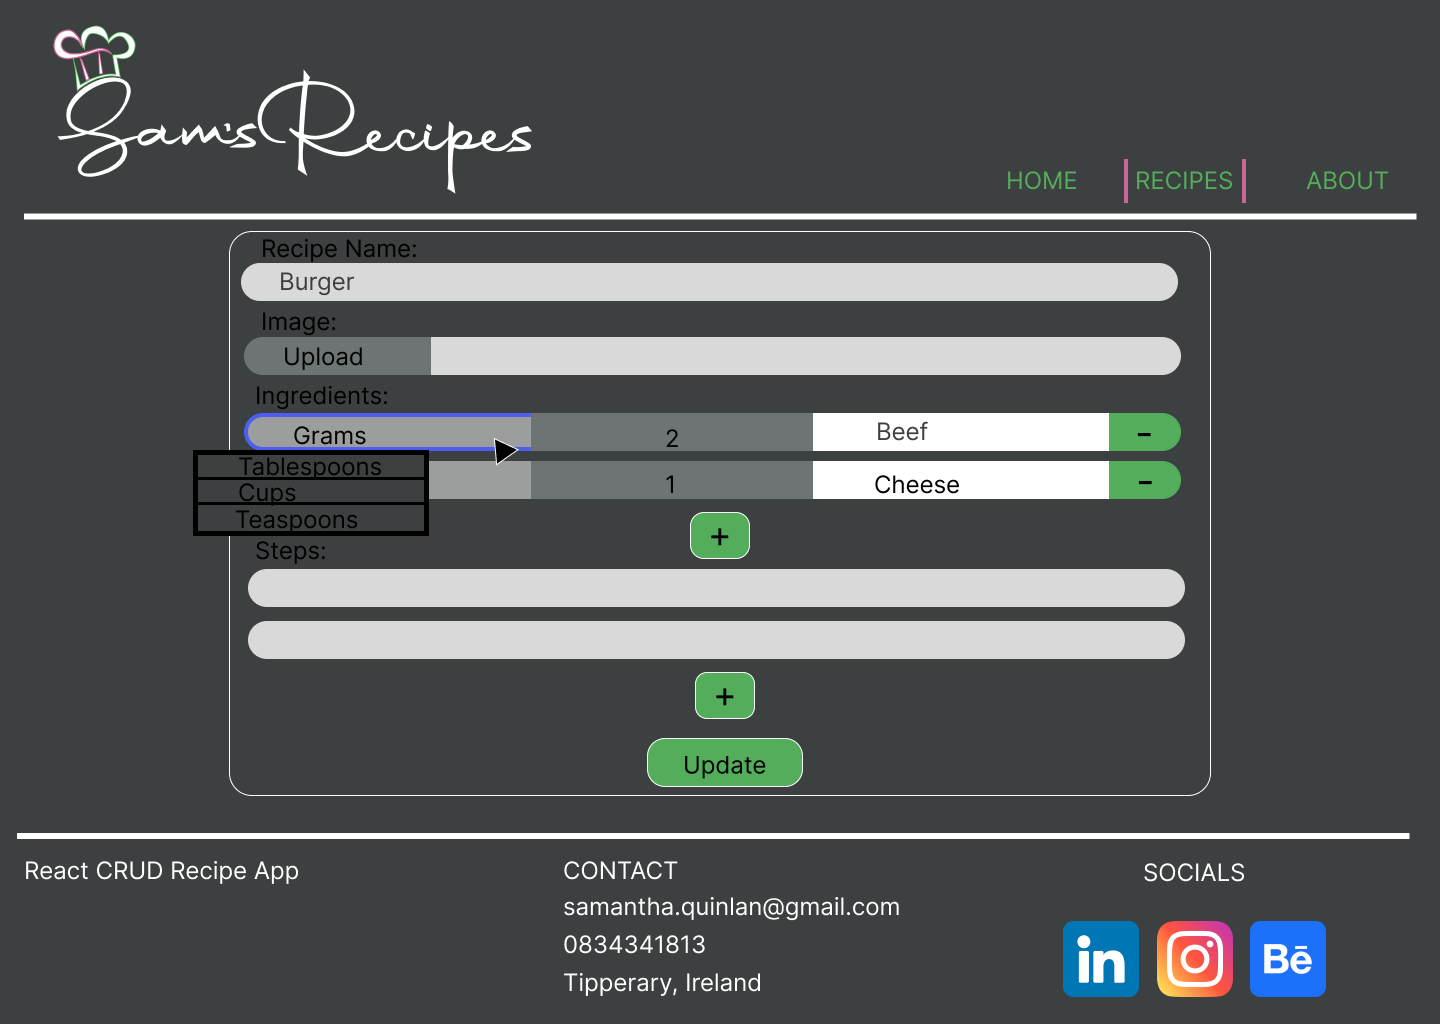 Sam's Recipes
HOME
RECIPES
ABOUT
Recipe Name:
Burger
Image:
Upload
Ingredients:
Grams
2
Beef
-
Tablespoons
Cups
Teaspoons
1
Cheese
-
+
Steps:
+
Update
React CRUD Recipe App
CONTACT
samantha.quinlan@gmail.com
0834341813
Tipperary, Ireland
SOCIALS
in
Bē